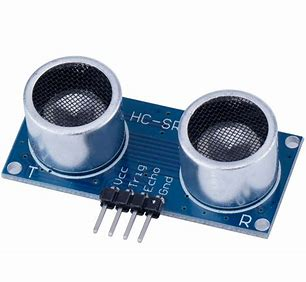 HC-SR
T
Vcc
Trig
Echo
Gnd
R